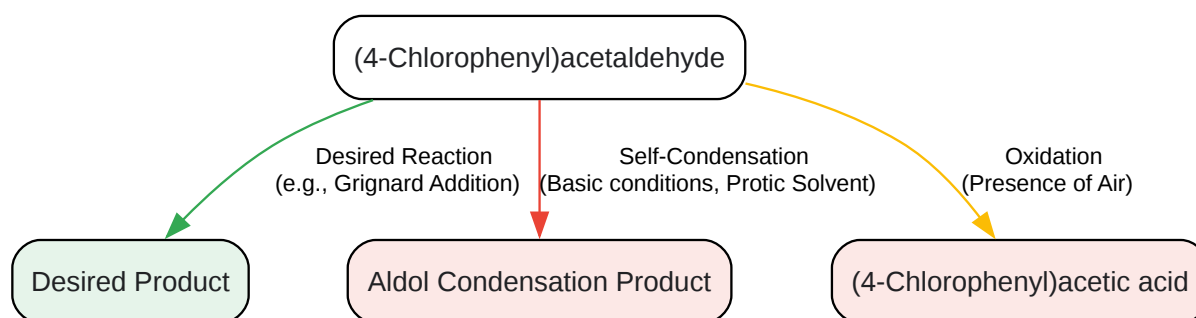 (4-Chlorophenyl)acetaldehyde
Desired Reaction
(e.g., Grignard Addition)
Self-Condensation
(Basic conditions, Protic Solvent)
Oxidation
(Presence of Air)
Desired Product
Aldol Condensation Product
(4-Chlorophenyl)acetic acid